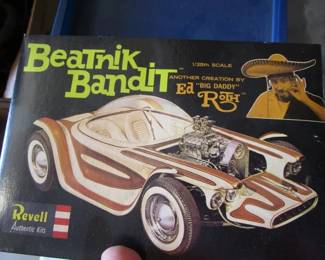 BEATNIK
BANDIT
1/25th SCALE
ANOTHER CREATION BY
ED "BIG DADDY"
ROTH
Revell
Authentic Kits